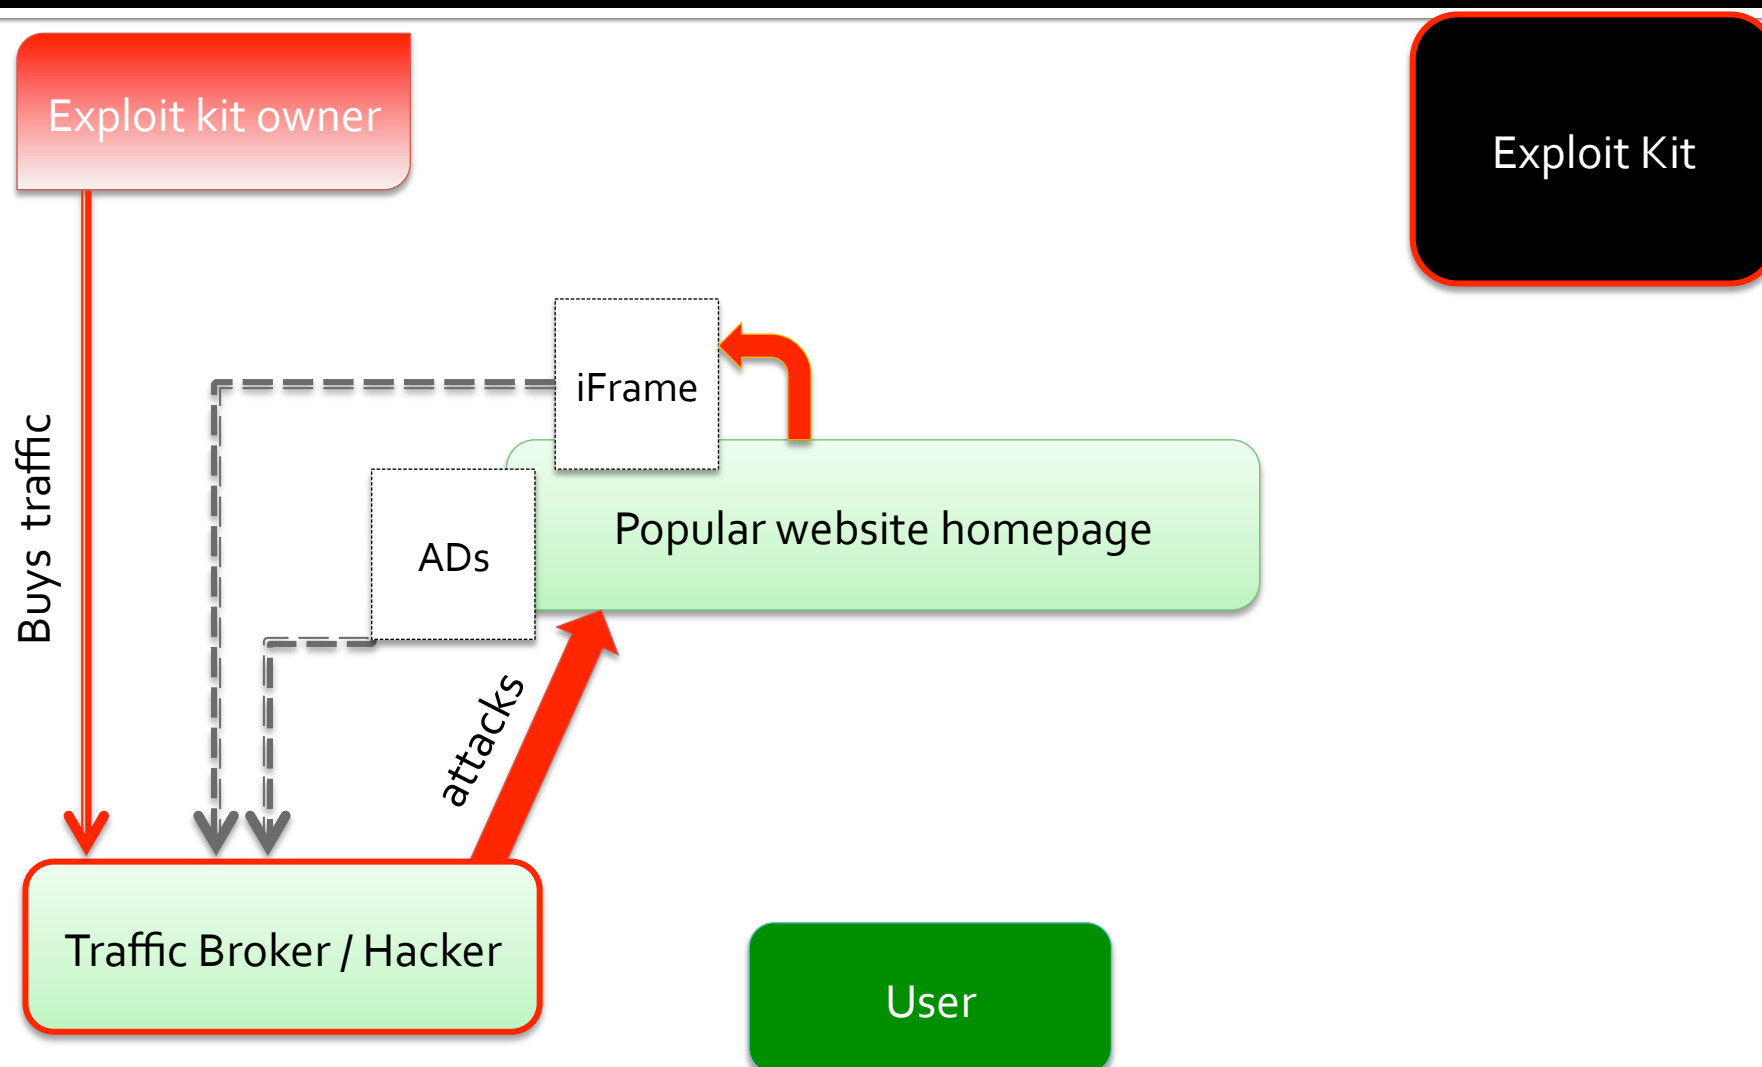 Exploit kit owner
Exploit Kit
iFrame
Buys traffic
ADs
Popular website homepage
attacks
Traffic Broker / Hacker
User